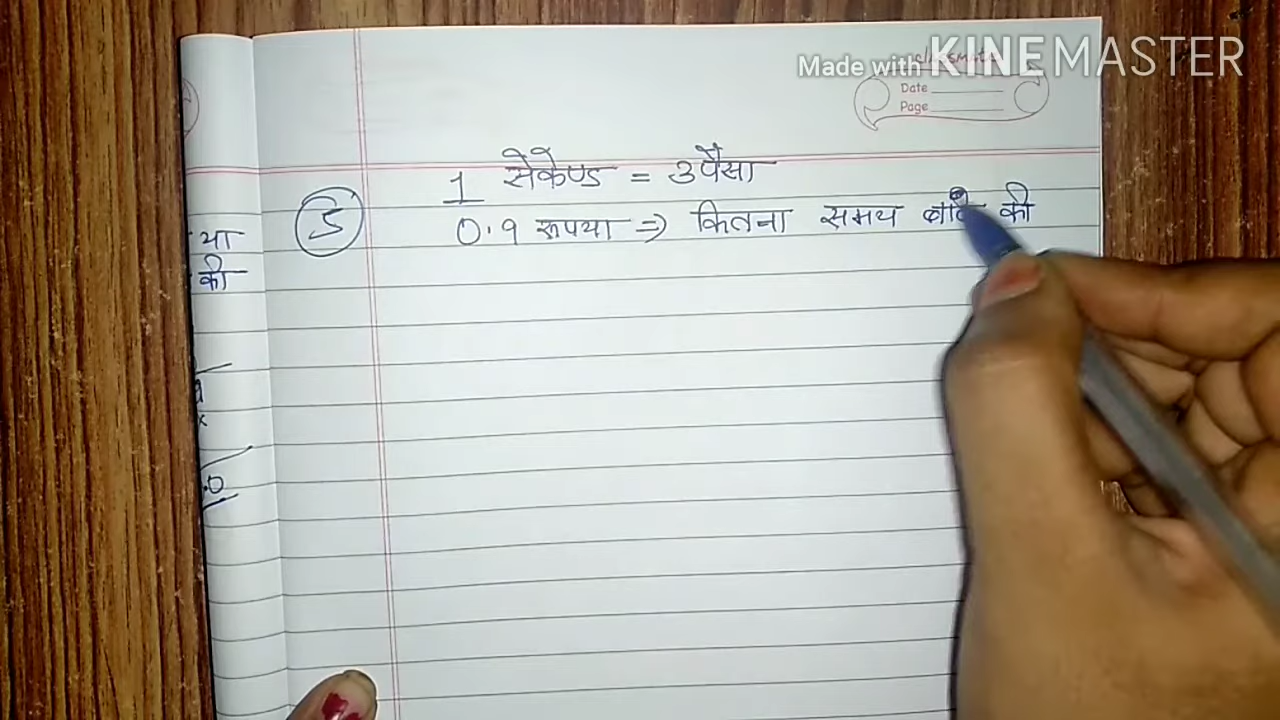 Made with KINEMASTER
Date
Page
1 सेकेण्ड = 3 पैसा
5 0.9 रूपया => कितना समय की
या
की